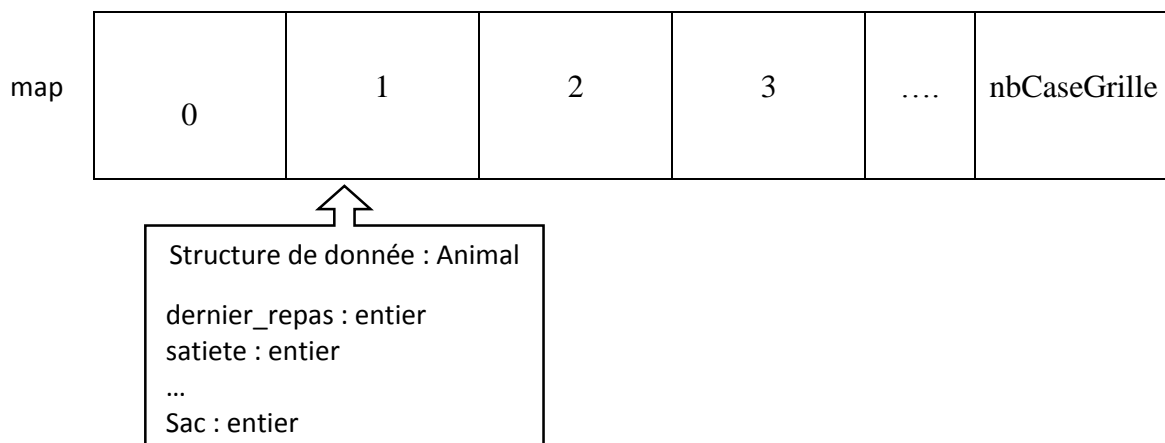 map
0
1
2
3
….
nbCaseGrille
Structure de donnée : Animal
dernier_repas : entier
satiete : entier
...
Sac : entier